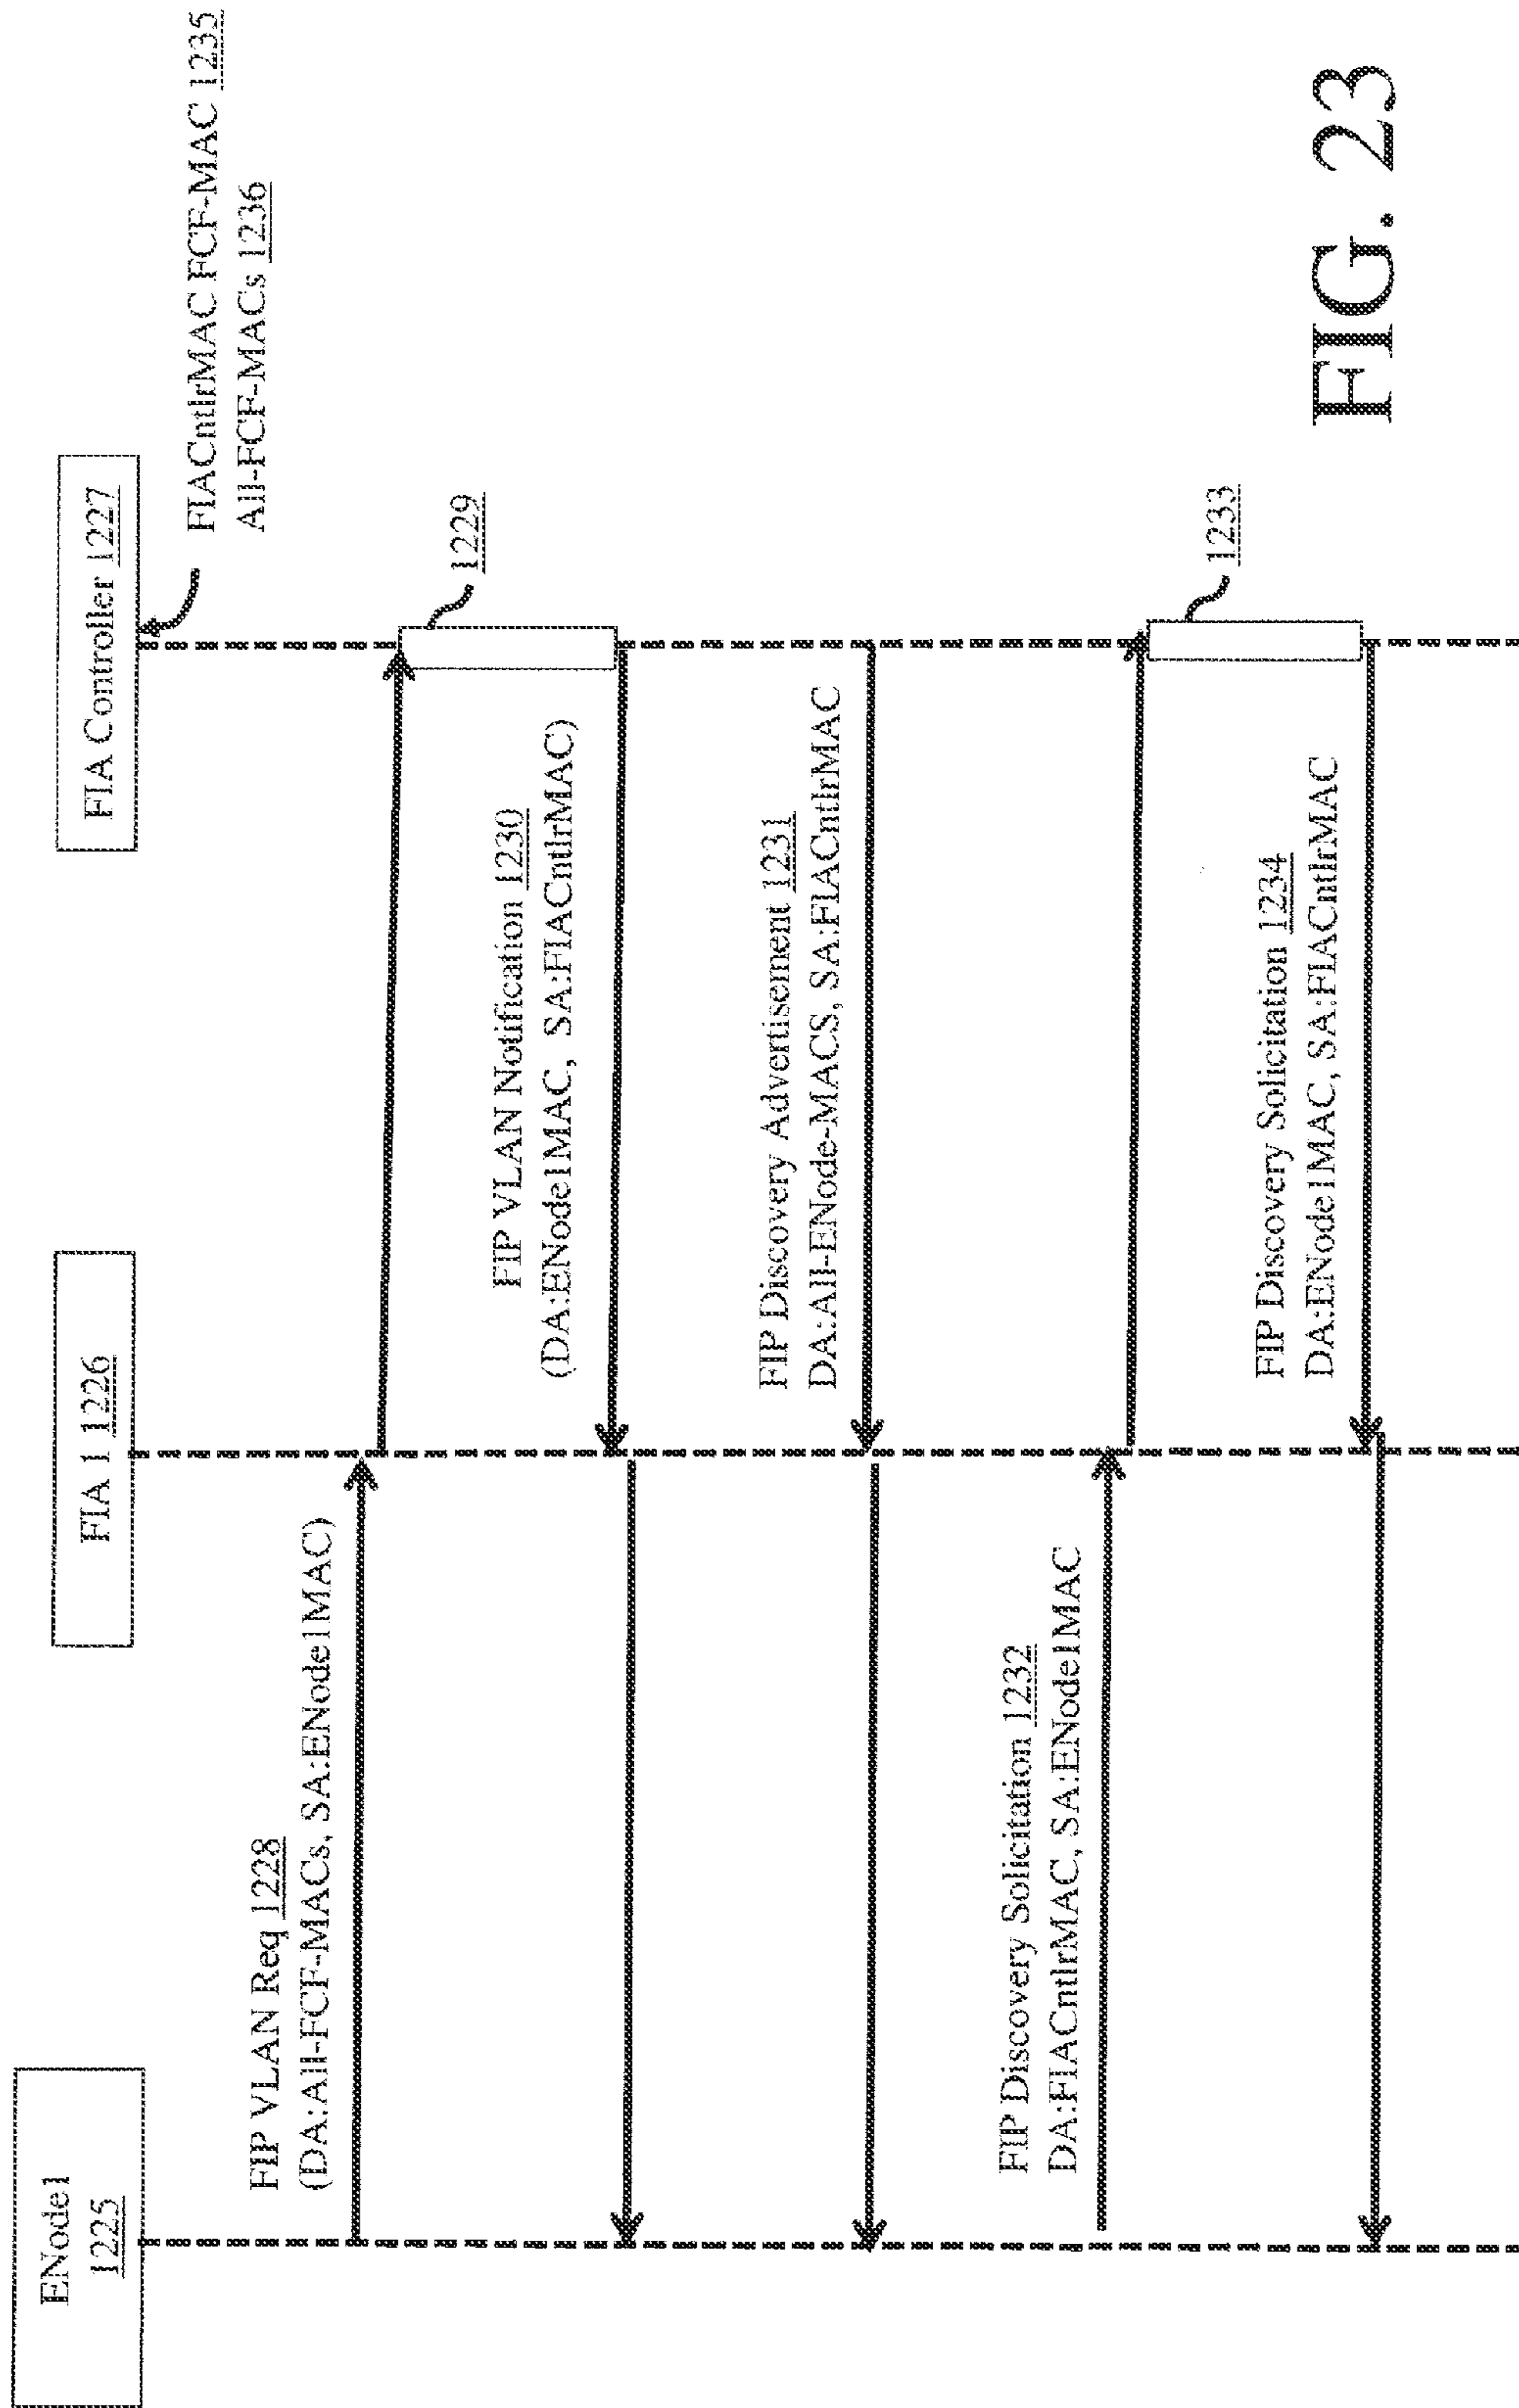 ENode1
1225
FIA 1 1226
FIA Controller 1227
FIACntlrMAC FCF-MAC 1235
All-FCF-MACs 1236
FIP VLAN Req 1228
(DA:All-FCF-MACs, SA:ENode1MAC)
1229
FIP VLAN Notification 1230
(DA:ENode1MAC, SA:FIACntlrMAC)
FIP Discovery Advertisement 1231
DA:All-ENode-MACS, SA:FIACntlrMAC
FIP Discovery Solicitation 1232
DA:FIACntlrMAC, SA:ENode1MAC
1233
FIP Discovery Solicitation 1234
DA:ENode1MAC, SA:FIACntlrMAC
FIG. 23